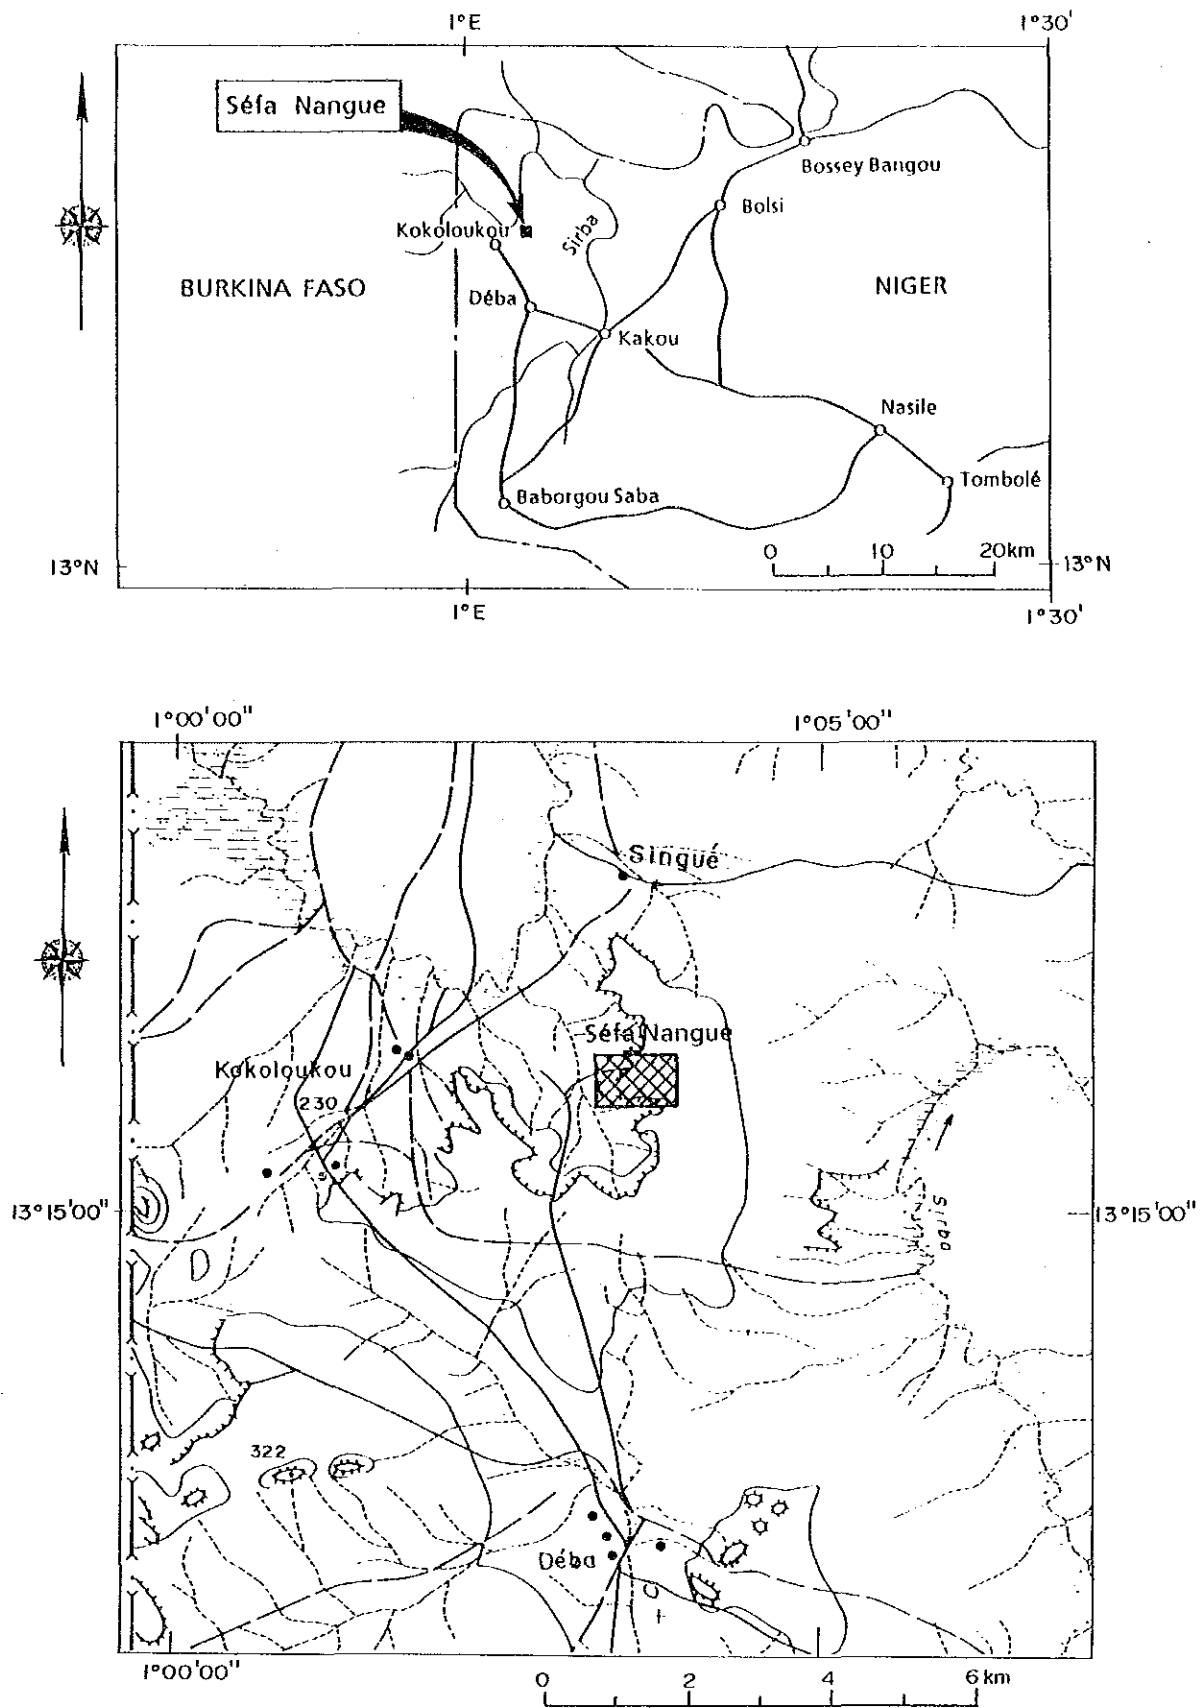 1°E 1°30'
Séfa Nangue
Bossey Bangou
Bolsi
Kokoloukou
Sirba
BURKINA FASO
NIGER
Déba
Kakou
Nasile
Tombolé
Baborgou Saba
0 10 20km
13°N 13°N
1°E 1°30'
1°00'00" 1°05'00"
Singué
Séfa Nangue
Kokoloukou
230
13°15'00" 13°15'00"
322
Déba
1°00'00"
0 2 4 6 km